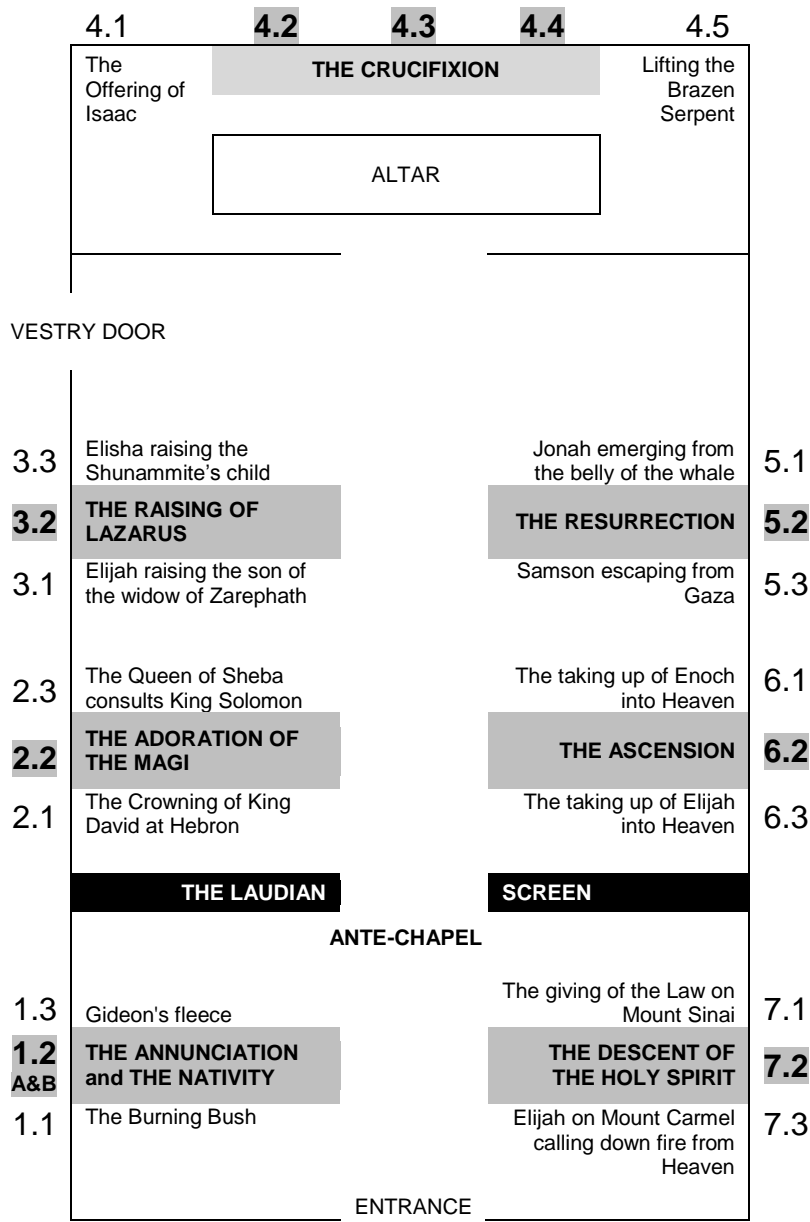 4.1 4.2 4.3 4.4 4.5
The
Offering of
Isaac
THE CRUCIFIXION
Lifting the
Brazen
Serpent
ALTAR
VESTRY DOOR
3.3
Elisha raising the
Shunammite's child
Jonah emerging from
the belly of the whale
5.1
3.2
THE RAISING OF
LAZARUS
THE RESURRECTION
5.2
3.1
Elijah raising the son of
the widow of Zarephath
Samson escaping from
Gaza
5.3
2.3
The Queen of Sheba
consults King Solomon
The taking up of Enoch
into Heaven
6.1
2.2
THE ADORATION OF
THE MAGI
THE ASCENSION
6.2
2.1
The Crowning of King
David at Hebron
The taking up of Elijah
into Heaven
6.3
THE LAUDIAN SCREEN
ANTE-CHAPEL
1.3
Gideon's fleece
The giving of the Law on
Mount Sinai
7.1
1.2
A&B
THE ANNUNCIATION
and THE NATIVITY
THE DESCENT OF
THE HOLY SPIRIT
7.2
1.1
The Burning Bush
Elijah on Mount Carmel
calling down fire from
Heaven
7.3
ENTRANCE